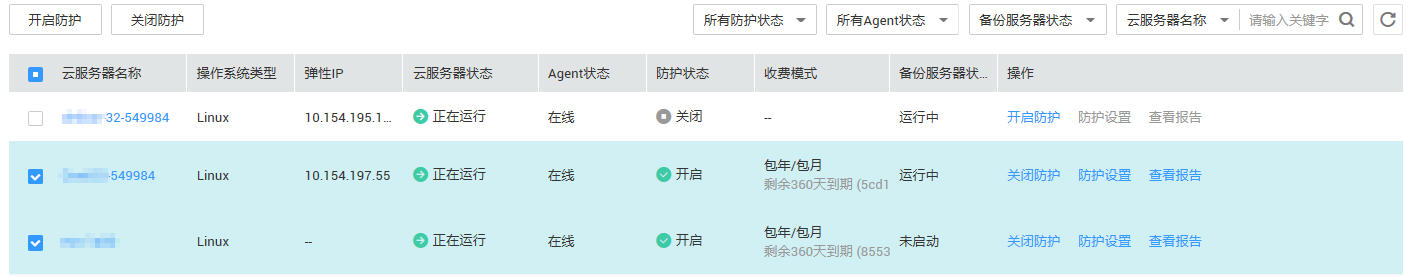 开启防护 关闭防护 所有防护状态 所有Agent状态 备份服务器状态 云服务器名称 请输入关键字
云服务器名称 操作系统类型 弹性IP 云服务器状态 Agent状态 防护状态 收费模式 备份服务器状... 操作
-32-549984 Linux 10.154.195.1... 正在运行 在线 关闭 -- 运行中 开启防护 防护设置 查看报告
-549984 Linux 10.154.197.55 正在运行 在线 开启 包年/包月 运行中 关闭防护 防护设置 查看报告
剩余360天到期 (5cd1
Linux -- 正在运行 在线 开启 包年/包月 未启动 关闭防护 防护设置 查看报告
剩余360天到期 (8553